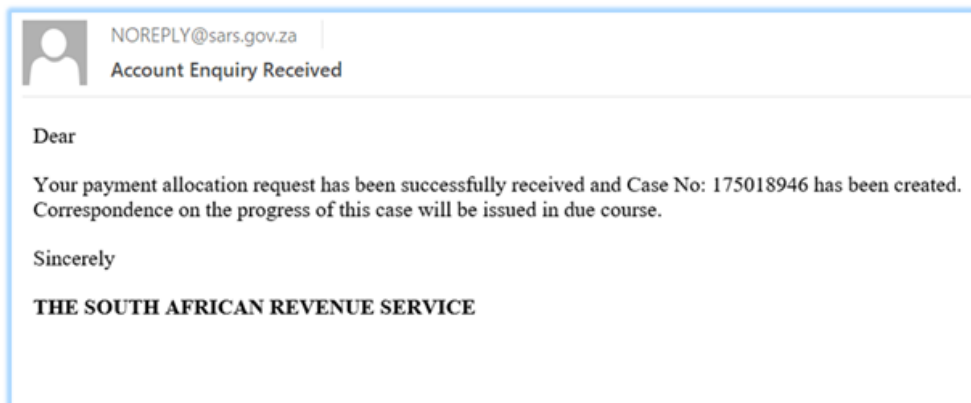 NOREPLY@sars.gov.za
Account Enquiry Received
Dear
Your payment allocation request has been successfully received and Case No: 175018946 has been created.
Correspondence on the progress of this case will be issued in due course.
Sincerely
THE SOUTH AFRICAN REVENUE SERVICE